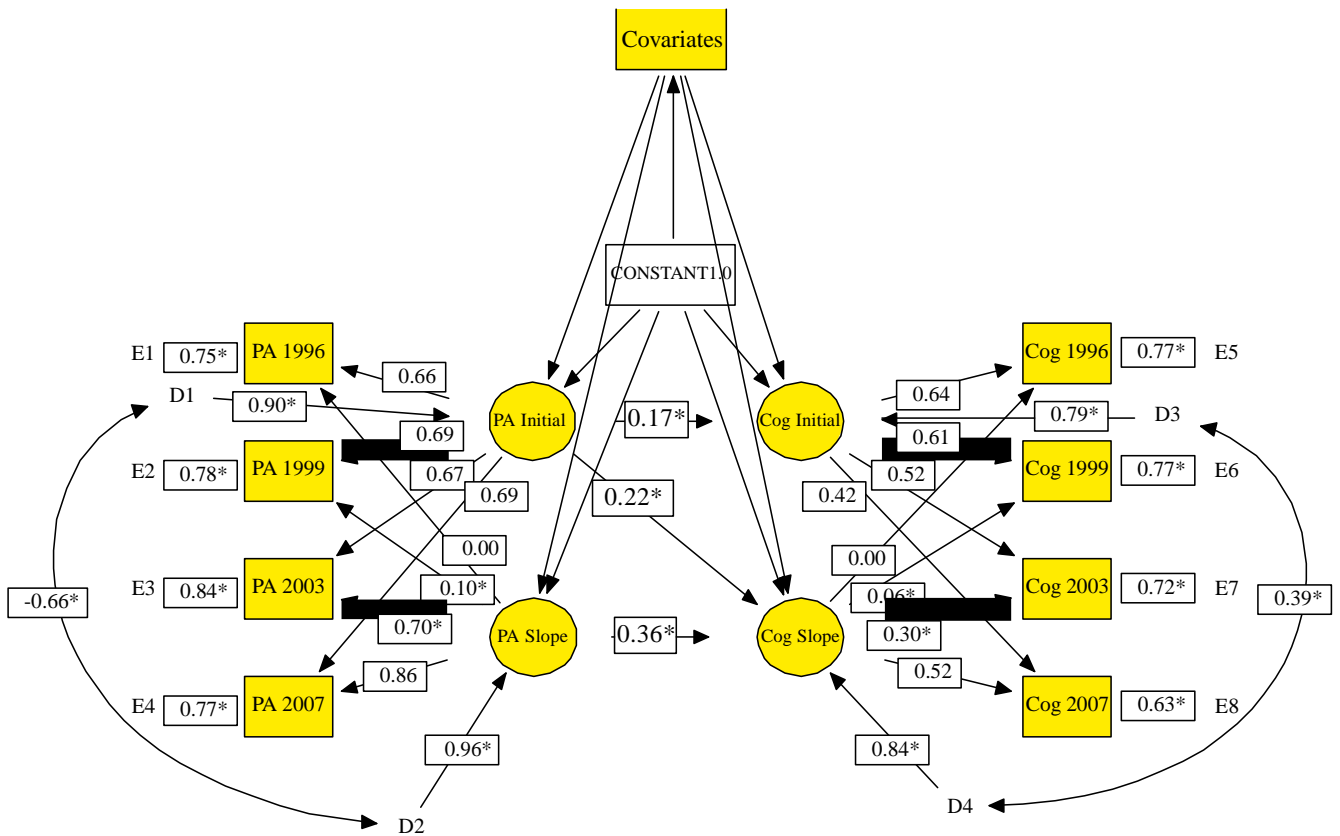 Covariates
CONSTANT1.0
E1 0.75* PA 1996
0.66
D1 0.90*
PA Initial
0.17*
Cog Initial
0.64
Cog 1996 0.77* E5
0.79* D3
0.69
0.61
E2 0.78* PA 1999
0.67
0.69
0.22*
0.42
0.52
Cog 1999 0.77* E6
0.00
0.00
E3 0.84* PA 2003
0.10*
0.06*
Cog 2003 0.72* E7
-0.66*
0.39*
0.70*
PA Slope
0.36*
Cog Slope
0.30*
0.86
0.52
E4 0.77* PA 2007
Cog 2007 0.63* E8
0.96*
0.84*
D2
D4